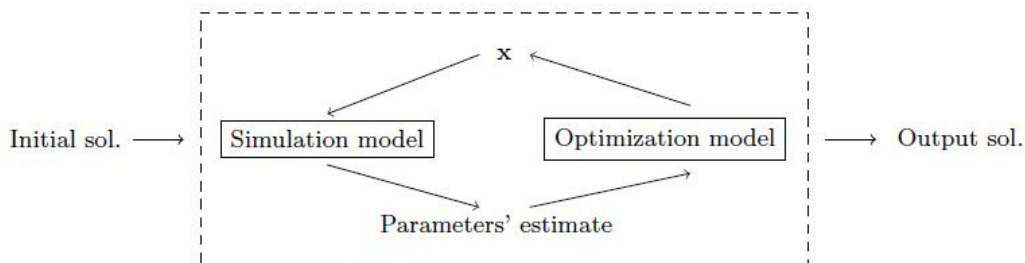 x
Initial sol.
Simulation model
Optimization model
Output sol.
Parameters’ estimate